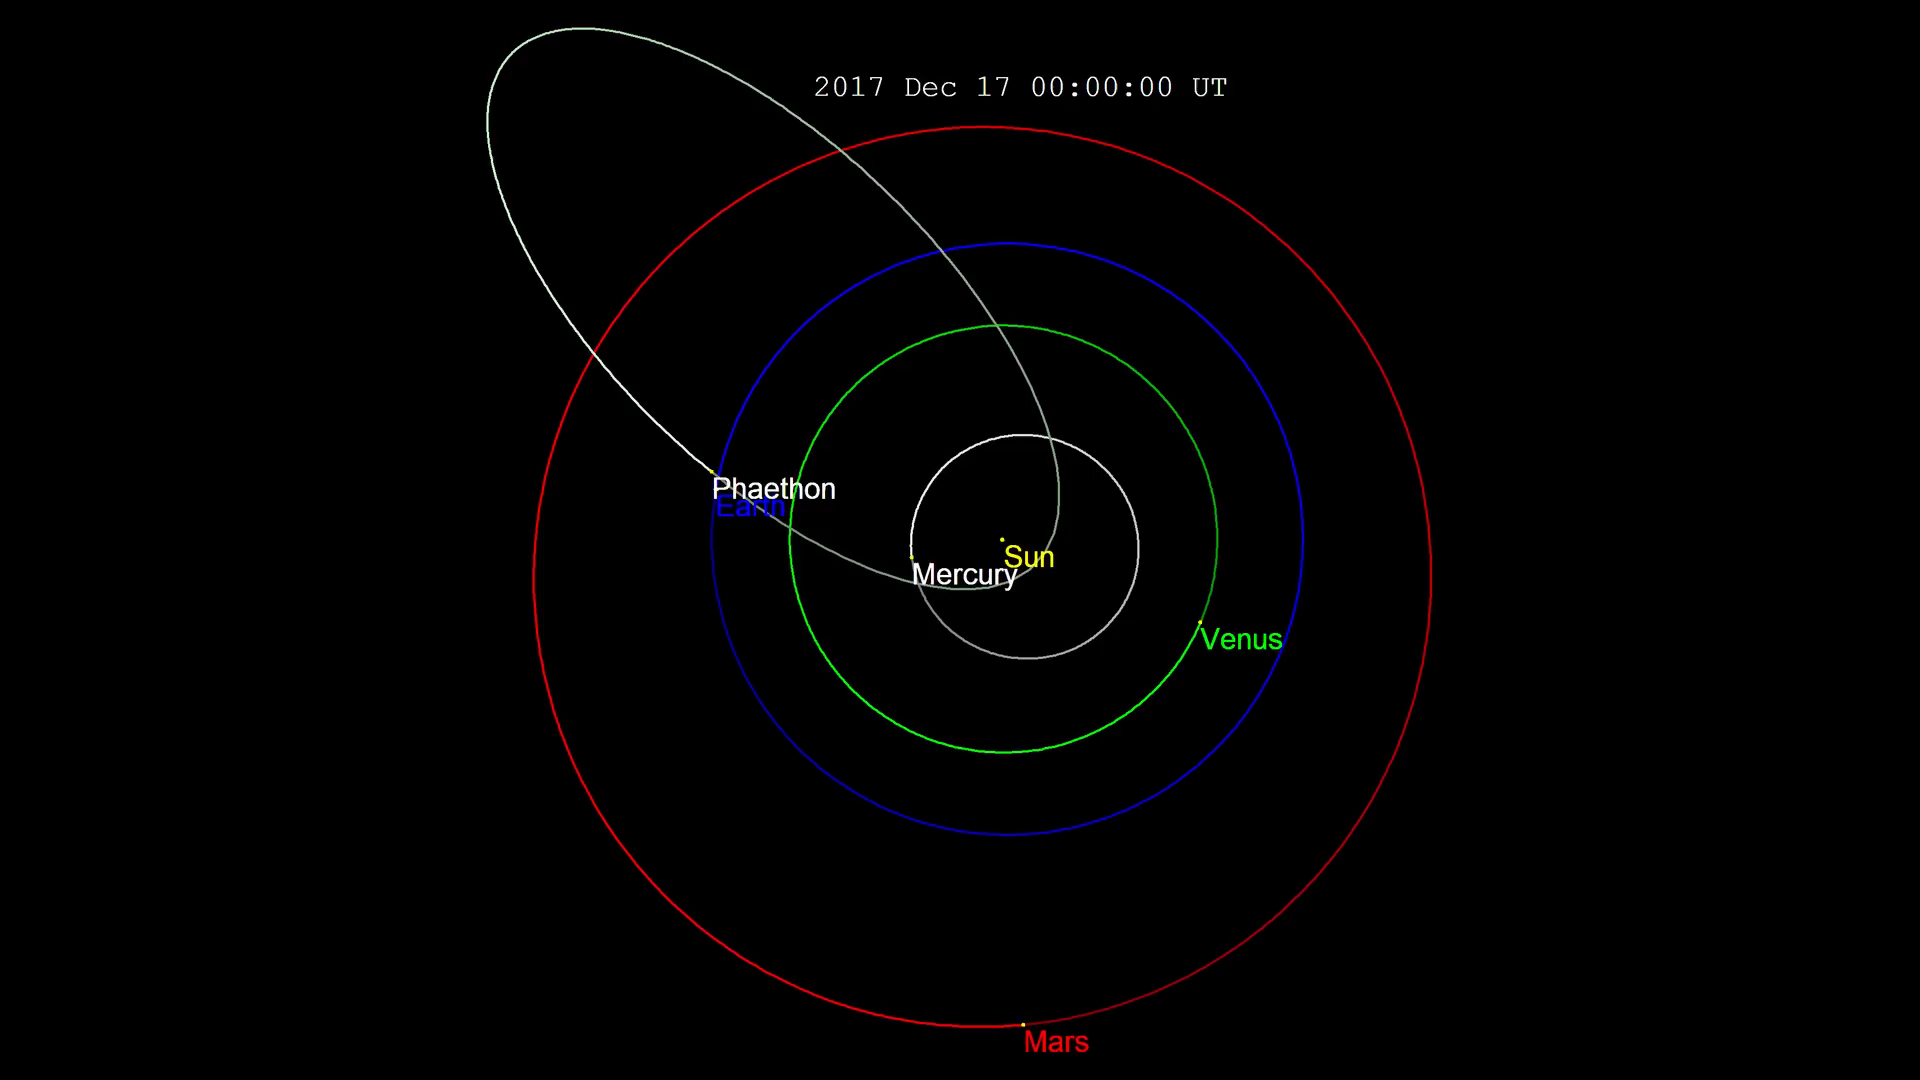 2017 Dec 17 00:00:00 UT
Phaethon
Earth
Sun
Mercury
Venus
Mars